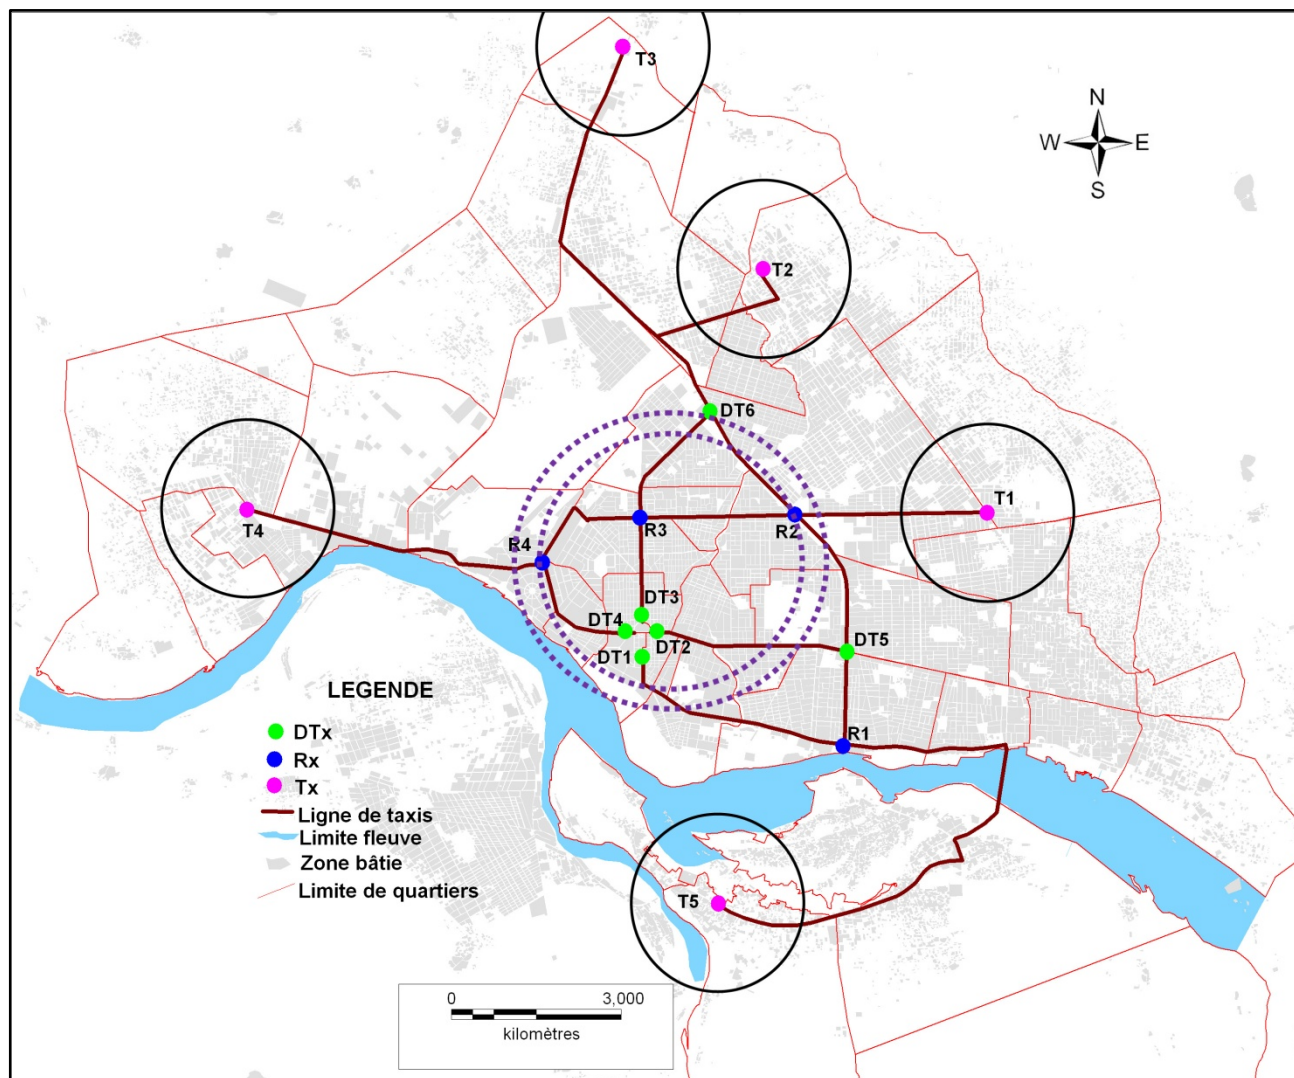 T3
N
W E
S
T2
DT6
T1
R3
R2
T4
R4
DT3
DT4
DT2
DT1
DT5
LEGENDE
R1
DTx
Rx
Tx
Ligne de taxis
Limite fleuve
Zone bâtie
Limite de quartiers
T5
0 3,000
kilomètres